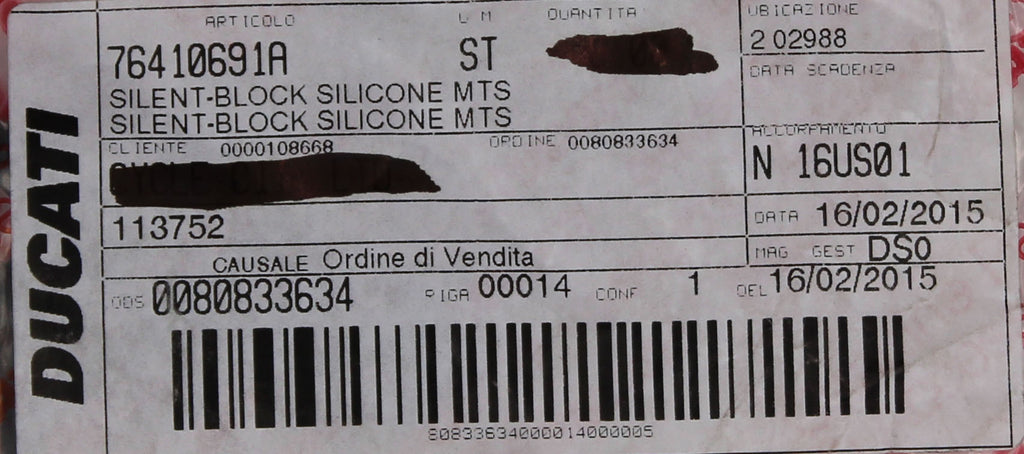 DUCATI
ARTICOLO U M QUANTITA
76410691A ST
SILENT-BLOCK SILICONE MTS
SILENT-BLOCK SILICONE MTS
UBICAZIONE
2 02988
DATA SCADENZA
CLIENTE 0000108668 ORDINE 0080833634
ACCORPAMENTO
N 16US01
113752
DATA 16/02/2015
CAUSALE Ordine di Vendita
MAG GEST DS0
ODS 0080833634 RIGA 00014 CONF 1 DEL 16/02/2015
80833634000014000005